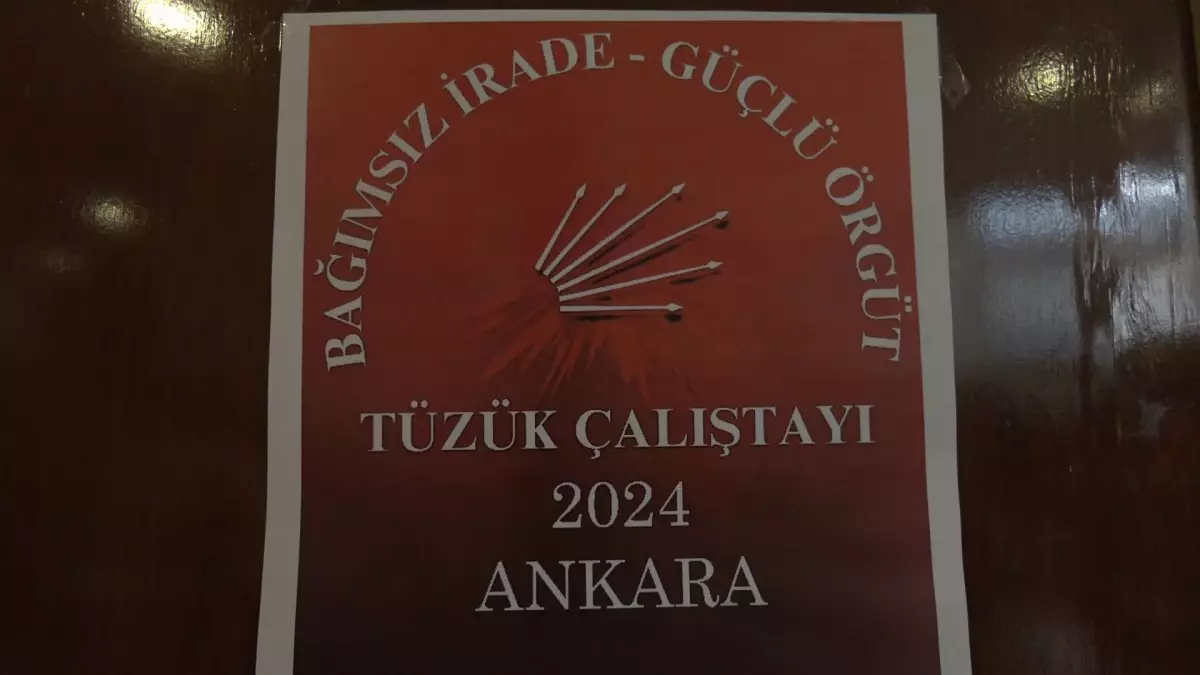 BAĞIMSIZ İRADE - GÜÇLÜ ÖRGÜT
TÜZÜK ÇALIŞTAYI
2024
ANKARA